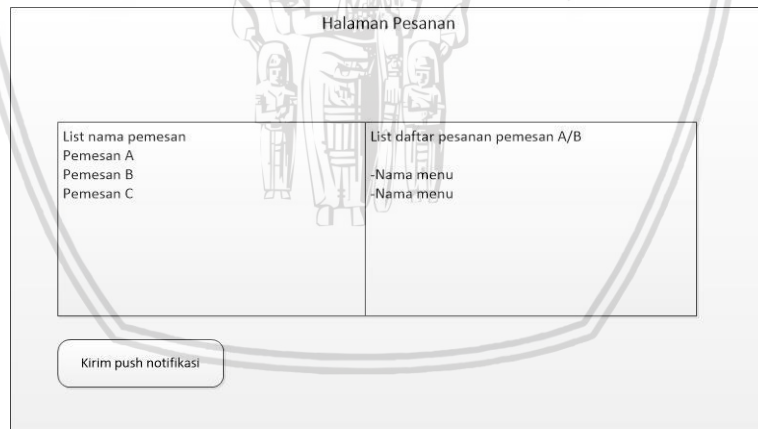 Halaman Pesanan
List nama pemesan
Pemesan A
Pemesan B
Pemesan C
List daftar pesanan pemesan A/B
-Nama menu
-Nama menu
Kirim push notifikasi